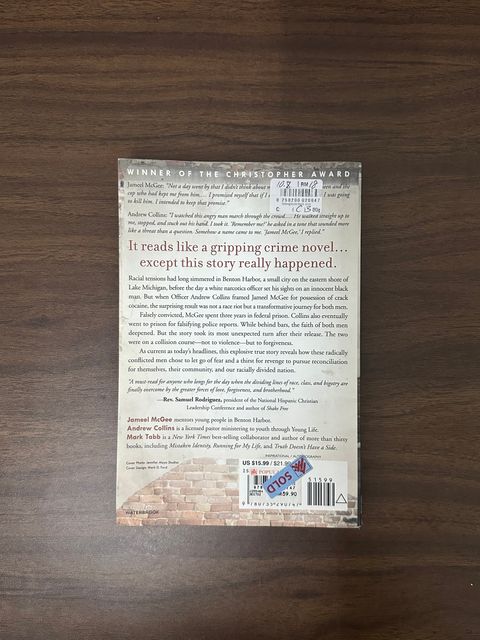 WINNER OF THE CHRISTOPHER AWARD
Jameel McGee: "Not a day went by that I didn't think about
cop who had kept me from him.... I promised myself that if I
to kill him. I intended to keep that promise."
10.8 RM 18
Andrew Collins: "I watched this angry man march through the crowd.... He walked straight up to
me, stopped, and stuck out his hand. I took it. 'Remember me?' he asked in a tone that sounded more
like a threat than a question. Somehow a name came to me. 'Jameel McGee,' I replied."
It reads like a gripping crime novel...
except this story really happened.
Racial tensions had long simmered in Benton Harbor, a small city on the eastern shore of
Lake Michigan, before the day a white narcotics officer set his sights on an innocent black
man. But when Officer Andrew Collins framed Jameel McGee for possession of crack
cocaine, the surprising result was not a race riot but a transformative journey for both men.
Falsely convicted, McGee spent three years in federal prison. Collins also eventually
went to prison for falsifying police reports. While behind bars, the faith of both men
deepened. But the story took its most unexpected turn after their release. The two
were on a collision course—not to violence—but to forgiveness.
As current as today's headlines, this explosive true story reveals how these radically
conflicted men chose to let go of fear and a thirst for revenge to pursue reconciliation
for themselves, their community, and our racially divided nation.
"A must-read for anyone who longs for the day when the dividing lines of race, class, and bigotry are
finally overcome by the greater forces of love, forgiveness, and brotherhood."
—Rev. Samuel Rodriguez, president of the National Hispanic Christian
Leadership Conference and author of Shake Free
Jameel McGee mentors young people in Benton Harbor.
Andrew Collins is a licensed pastor ministering to youth through Young Life.
Mark Tabb is a New York Times best-selling collaborator and author of more than thirty
books, including Mistaken Identity, Running for My Life, and Truth Doesn't Have a Side.
Cover Design: Mark D. Ford
US $15.99
SOLD
51599
WATERBROOK